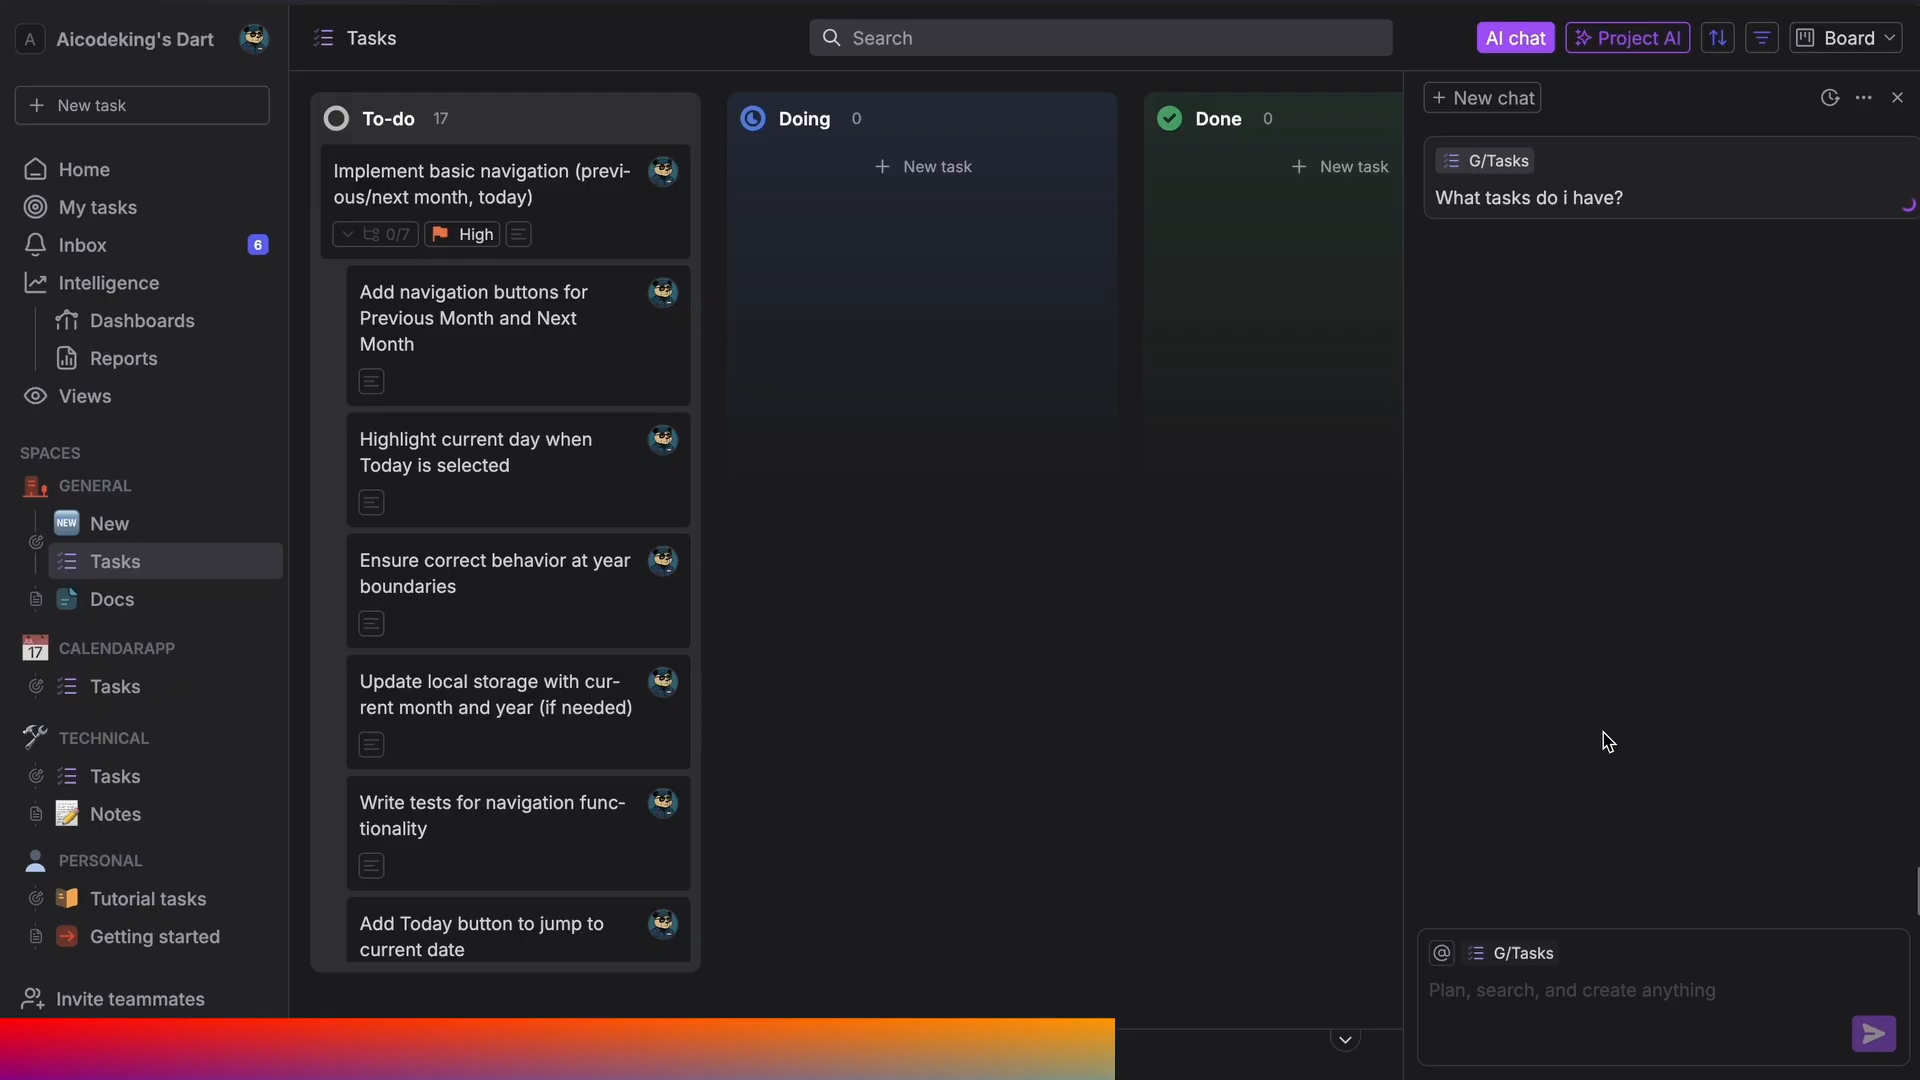 A Aicodeking's Dart
New task
Home
My tasks
Inbox 6
Intelligence
Dashboards
Reports
Views
SPACES
GENERAL
NEW New
Tasks
Docs
17 CALENDARAPP
Tasks
TECHNICAL
Tasks
Notes
PERSONAL
Tutorial tasks
Getting started
Invite teammates
Tasks
Search
AI chat
Project AI
Board
To-do 17
Implement basic navigation (previ-
ous/next month, today)
0/7 High
Add navigation buttons for
Previous Month and Next
Month
Highlight current day when
Today is selected
Ensure correct behavior at year
boundaries
Update local storage with cur-
rent month and year (if needed)
Write tests for navigation func-
tionality
Add Today button to jump to
current date
Doing 0
New task
Done 0
New task
New chat
G/Tasks
What tasks do i have?
@ G/Tasks
Plan, search, and create anything